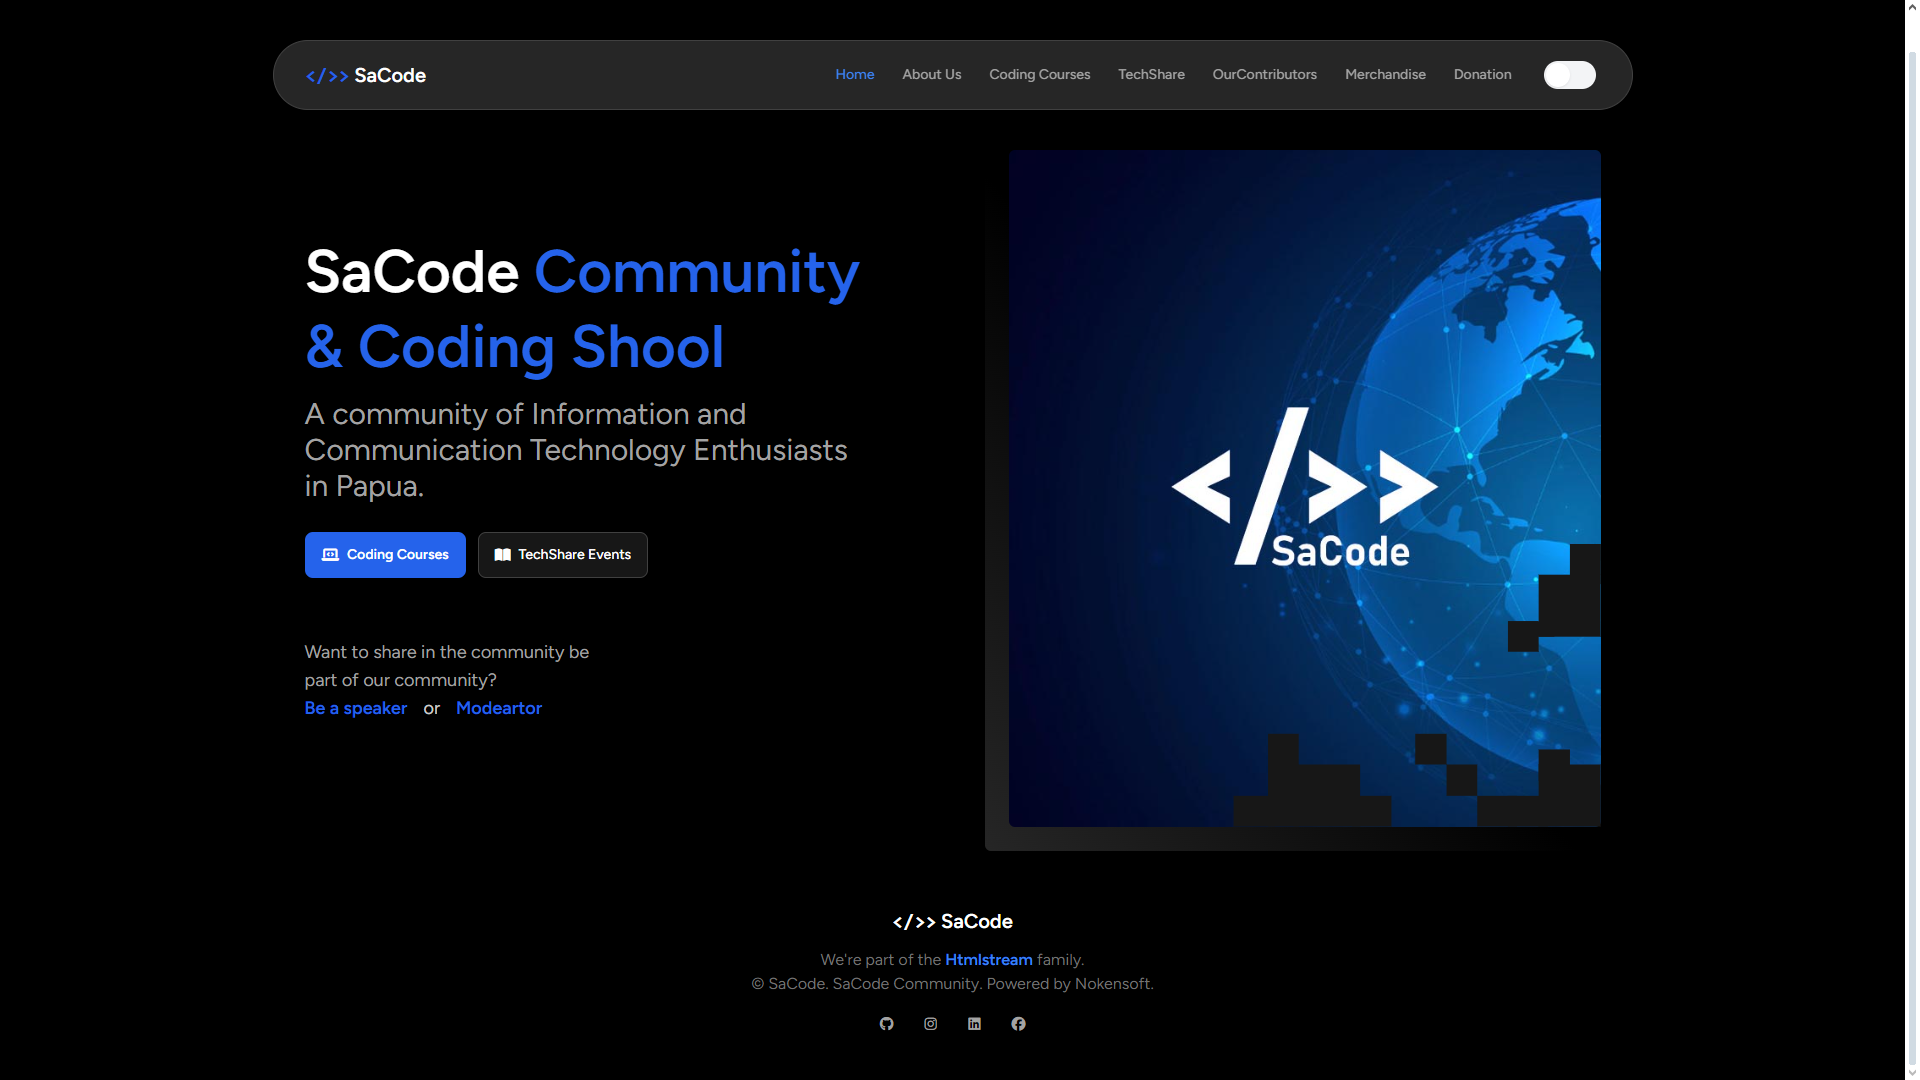 </>> SaCode
Home About Us Coding Courses TechShare OurContributors Merchandise Donation
SaCode Community
& Coding Shool
A community of Information and
Communication Technology Enthusiasts
in Papua.
Coding Courses TechShare Events
Want to share in the community be
part of our community?
Be a speaker or Modeartor
</>>
SaCode
</>> SaCode
We're part of the Htmlstream family.
© SaCode. SaCode Community. Powered by Nokensoft.